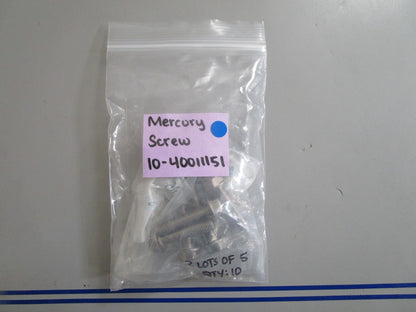 Mercury
Screw
10-40011151
LOTS OF 5
QTY: 10